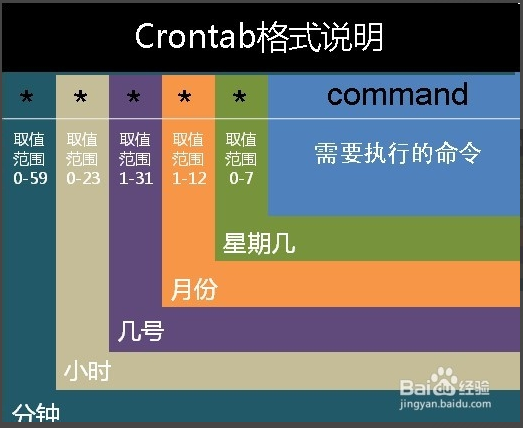 Crontab格式说明
* * * * * command
取值 取值 取值 取值 取值
范围 范围 范围 范围 范围
0-59 0-23 1-31 1-12 0-7
需要执行的命令
星期几
月份
几号
小时
分钟
Baidu经验
jingyan.baidu.com